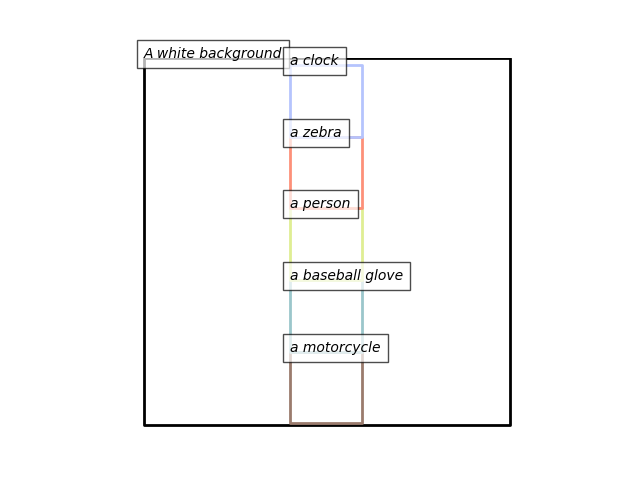 A white background
a clock
a zebra
a person
a baseball glove
a motorcycle